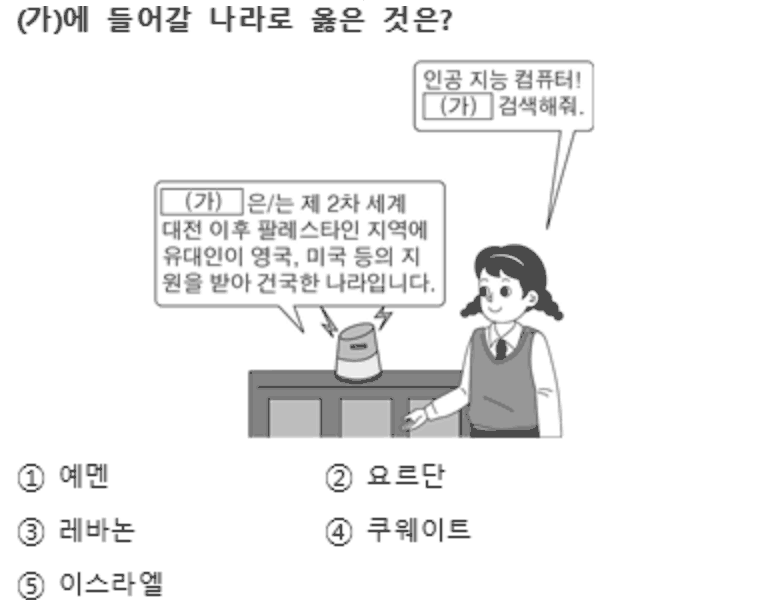 (가)에 들어갈 나라로 옳은 것은?
인공 지능 컴퓨터!
(가) 검색해줘.
(가) 은/는 제 2차 세계
대전 이후 팔레스타인 지역에
유대인이 영국, 미국 등의 지
원을 받아 건국한 나라입니다.
① 예멘 ② 요르단
③ 레바논 ④ 쿠웨이트
⑤ 이스라엘